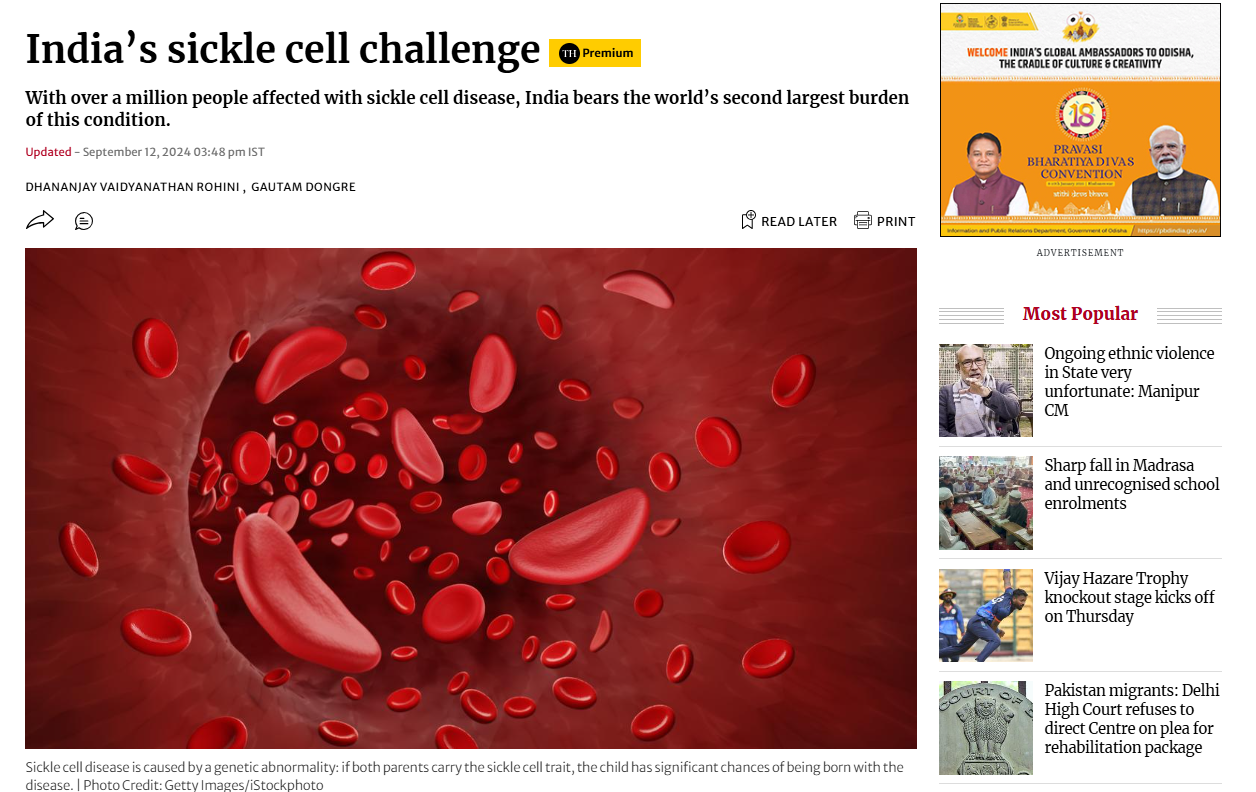 India’s sickle cell challenge
TH Premium
With over a million people affected with sickle cell disease, India bears the world’s second largest burden
of this condition.
Updated - September 12, 2024 03:48 pm IST
DHANANJAY VAIDYANATHAN ROHINI , GAUTAM DONGRE
READ LATER PRINT
Sickle cell disease is caused by a genetic abnormality: if both parents carry the sickle cell trait, the child has significant chances of being born with the
disease. | Photo Credit: Getty Images/iStockphoto
WELCOME INDIA’S GLOBAL AMBASSADORS TO ODISHA,
THE CRADLE OF CULTURE & CREATIVITY
18
PRAVASI
BHARATIYA DIVAS
CONVENTION
atithi deva bhava
Information and Public Relations Department, Government of Odisha
https://pbdindia.gov.in/
ADVERTISEMENT
Most Popular
Ongoing ethnic violence
in State very
unfortunate: Manipur
CM
Sharp fall in Madrasa
and unrecognised school
enrolments
Vijay Hazare Trophy
knockout stage kicks off
on Thursday
COURT OF
Pakistan migrants: Delhi
High Court refuses to
direct Centre on plea for
rehabilitation package